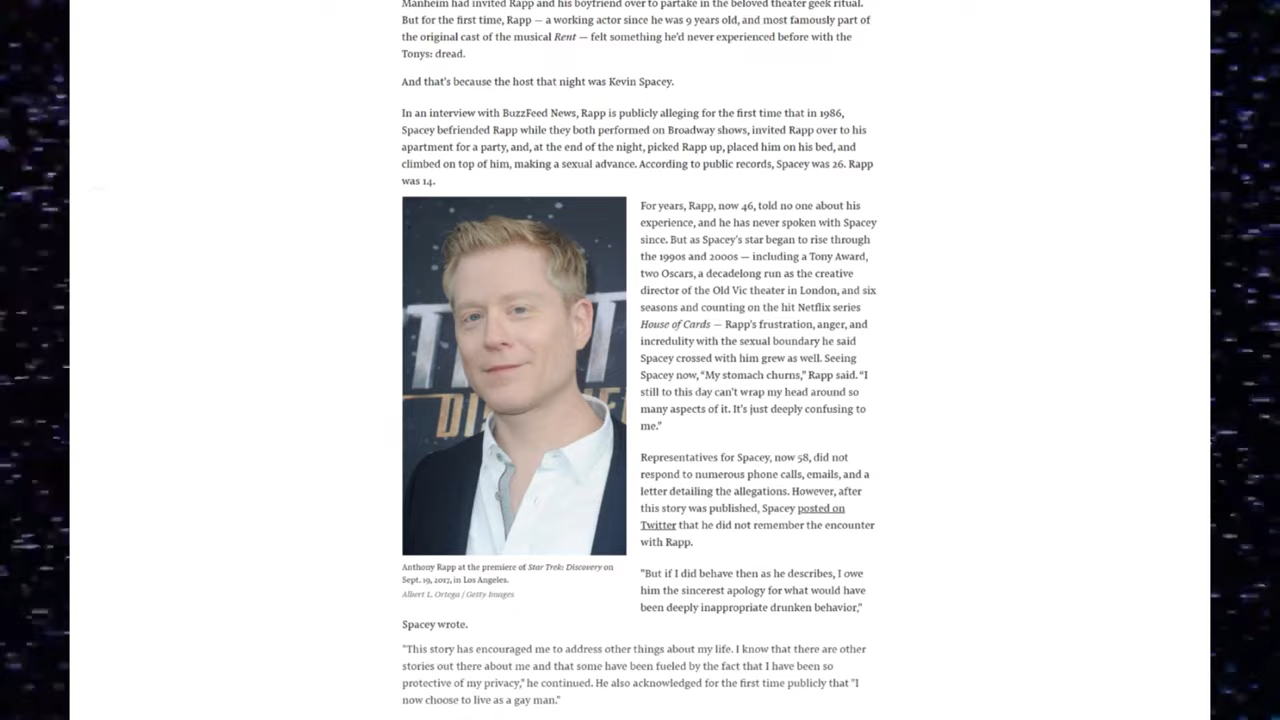 Manheim had invited Rapp and his boyfriend over to partake in the beloved theater geek ritual.
But for the first time, Rapp — a working actor since he was 9 years old, and most famously part of
the original cast of the musical Rent — felt something he'd never experienced before with the
Tonys: dread.
And that's because the host that night was Kevin Spacey.
In an interview with BuzzFeed News, Rapp is publicly alleging for the first time that in 1986,
Spacey befriended Rapp while they both performed on Broadway shows, invited Rapp over to his
apartment for a party, and, at the end of the night, picked Rapp up, placed him on his bed, and
climbed on top of him, making a sexual advance. According to public records, Spacey was 26. Rapp
was 14.
For years, Rapp, now 46, told no one about his
experience, and he has never spoken with Spacey
since. But as Spacey's star began to rise through
the 1990s and 2000s — including a Tony Award,
two Oscars, a decadelong run as the creative
director of the Old Vic theater in London, and six
seasons and counting on the hit Netflix series
House of Cards — Rapp's frustration, anger, and
incredulity with the sexual boundary he said
Spacey crossed with him grew as well. Seeing
Spacey now, “My stomach churns,” Rapp said. “I
still to this day can't wrap my head around so
many aspects of it. It's just deeply confusing to
me.”
Representatives for Spacey, now 58, did not
respond to numerous phone calls, emails, and a
letter detailing the allegations. However, after
this story was published, Spacey posted on
Twitter that he did not remember the encounter
with Rapp.
"But if I did behave then as he describes, I owe
him the sincerest apology for what would have
been deeply inappropriate drunken behavior,"
Spacey wrote.
Anthony Rapp at the premiere of Star Trek: Discovery on
Sept. 19, 2017, in Los Angeles.
Albert L. Ortega / Getty Images
"This story has encouraged me to address other things about my life. I know that there are other
stories out there about me and that some have been fueled by the fact that I have been so
protective of my privacy," he continued. He also acknowledged for the first time publicly that "I
now choose to live as a gay man."